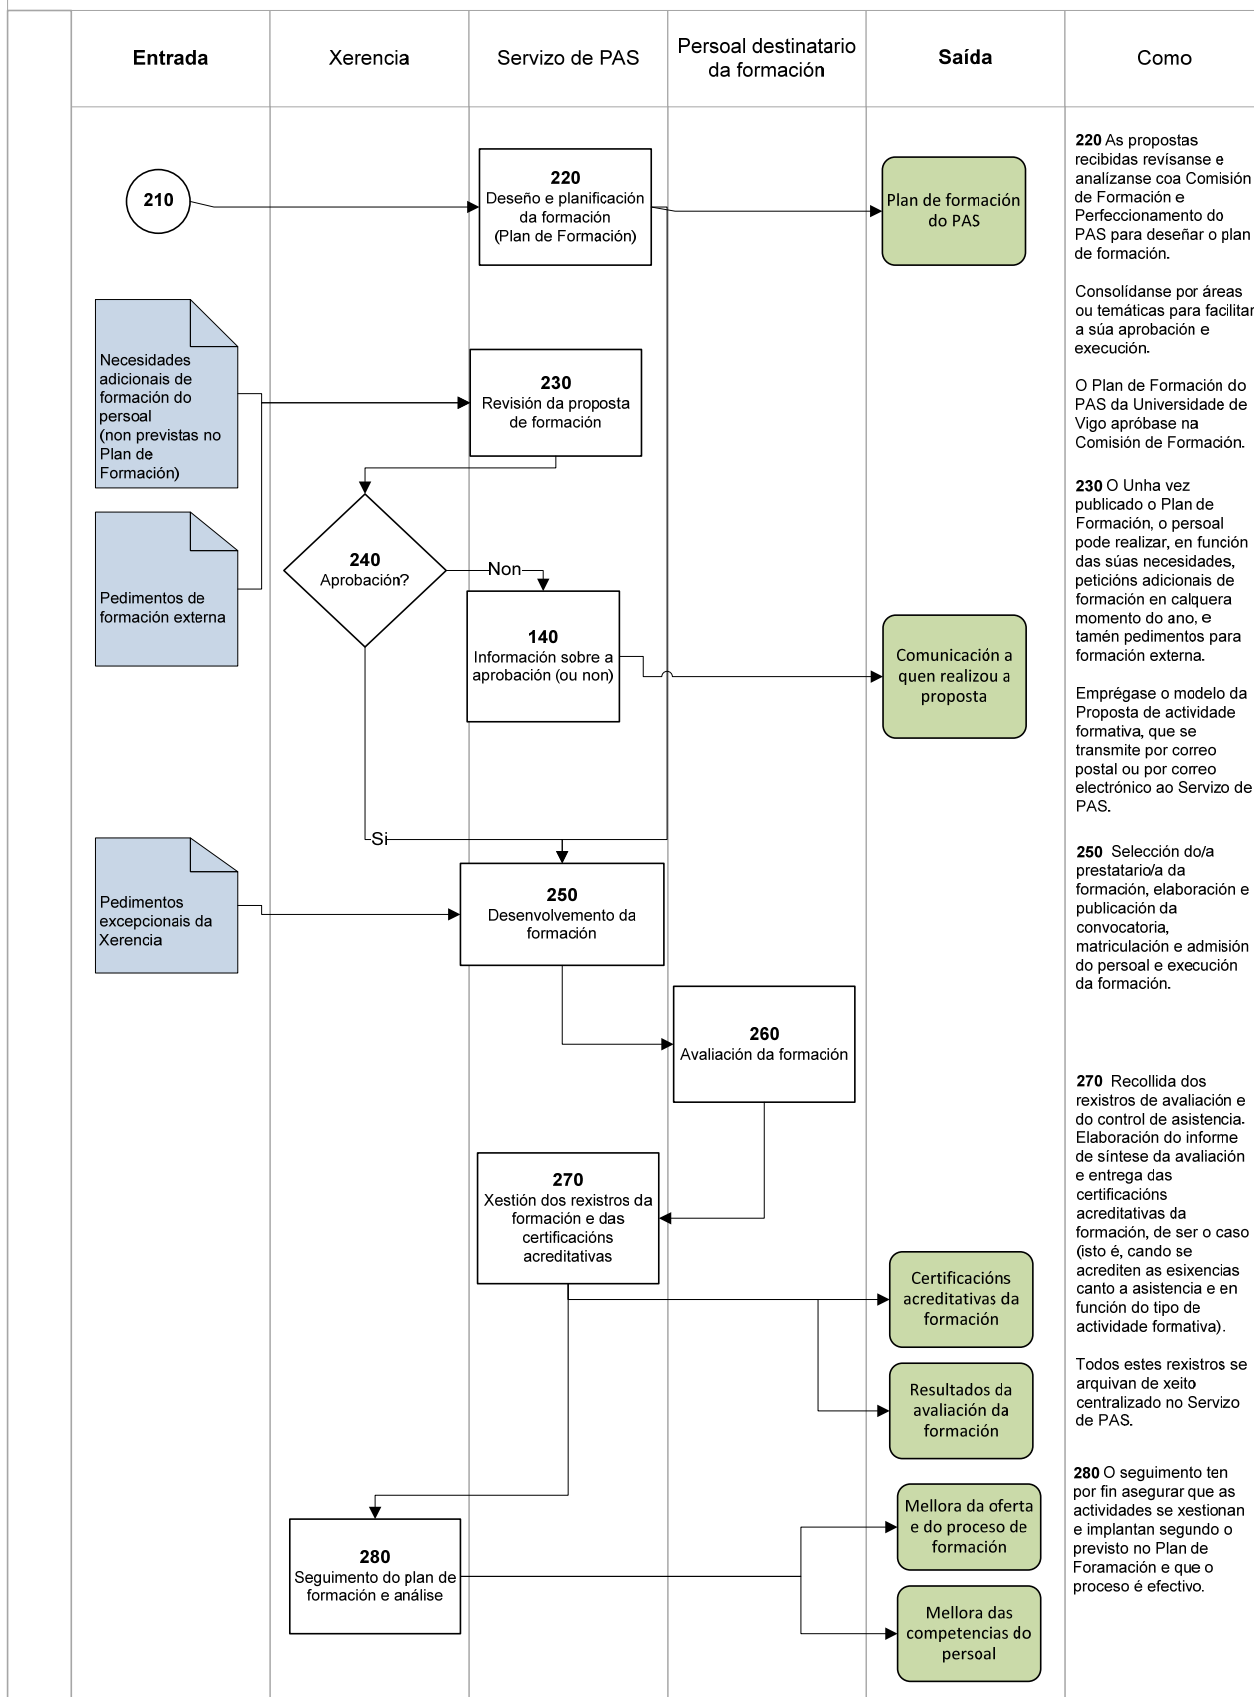 Entrada
Xerencia
Servizo de PAS
Persoal destinatario
da formación
Saída
Como
210
220
Deseño e planificación
da formación
(Plan de Formación)
Plan de formación
do PAS
Necesidades
adicionais de
formación do
persoal
(non previstas no
Plan de
Formación)
230
Revisión da proposta
de formación
Pedimentos de
formación externa
240
Aprobación?
Non
140
Información sobre a
aprobación (ou non)
Comunicación a
quen realizou a
proposta
Si
Pedimentos
excepcionais da
Xerencia
250
Desenvolvemento da
formación
260
Avaliación da formación
270
Xestión dos rexistros da
formación e das
certificacións
acreditativas
Certificacións
acreditativas da
formación
Resultados da
avaliación da
formación
280
Seguimento do plan de
formación e análise
Mellora da oferta
e do proceso de
formación
Mellora das
competencias do
persoal
220 As propostas
recibidas revísanse e
analízanse coa Comisión
de Formación e
Perfeccionamento do
PAS para deseñar o plan
de formación.
Consolídanse por áreas
ou temáticas para facilitar
a súa aprobación e
execución.
O Plan de Formación do
PAS da Universidade de
Vigo apróbase na
Comisión de Formación.
230 O Unha vez
publicado o Plan de
Formación, o persoal
pode realizar, en función
das súas necesidades,
peticións adicionais de
formación en calquera
momento do ano, e
tamén pedimentos para
formación externa.
Emprégase o modelo da
Proposta de actividade
formativa, que se
transmite por correo
postal ou por correo
electrónico ao Servizo de
PAS.
250 Selección do/a
prestatario/a da
formación, elaboración e
publicación da
convocatoria,
matriculación e admisión
do persoal e execución
da formación.
270 Recollida dos
rexistros de avaliación e
do control de asistencia.
Elaboración do informe
de síntese da avaliación
e entrega das
certificacións
acreditativas da
formación, de ser o caso
(isto é, cando se
acrediten as esixencias
canto a asistencia e en
función do tipo de
actividade formativa).
Todos estes rexistros se
arquivan de xeito
centralizado no Servizo
de PAS.
280 O seguimento ten
por fin asegurar que as
actividades se xestionan
e implantan segundo o
previsto no Plan de
Foramación e que o
proceso é efectivo.